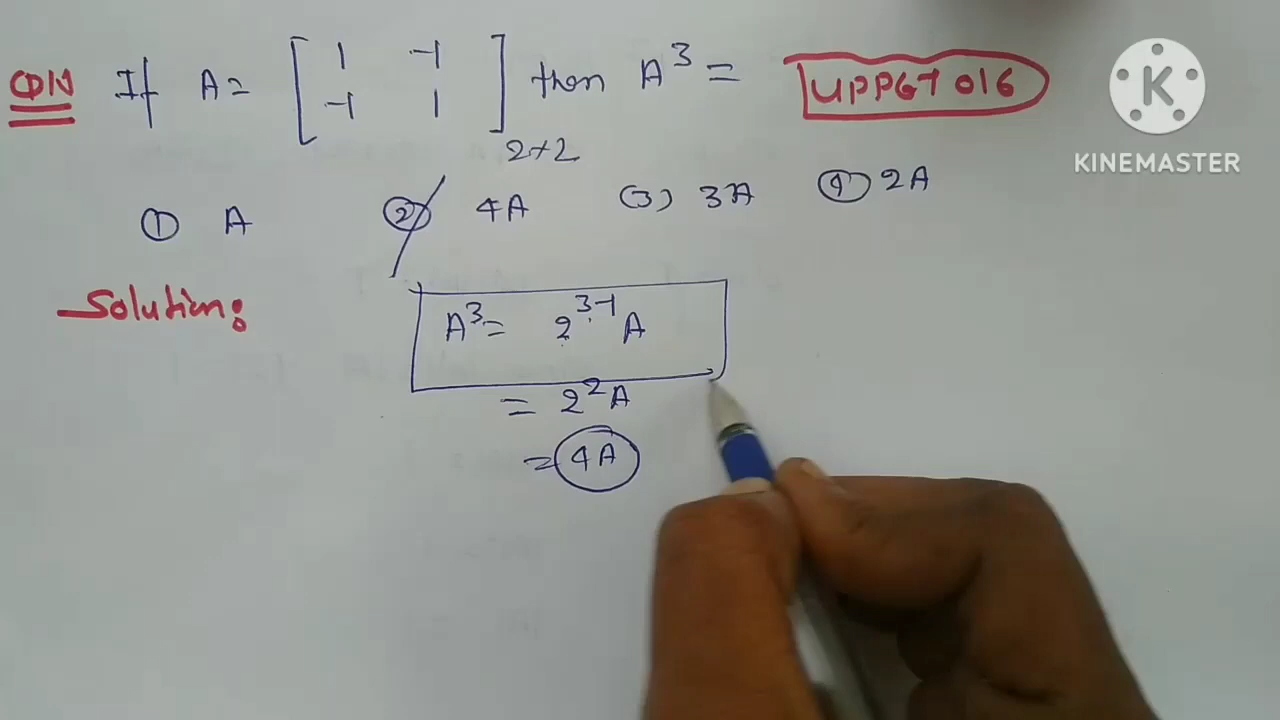 QN If A = [ 1 -1 -1 1 ] 2×2 then A³ = UPPGT 016
K
KINEMASTER
① A ② 4A (3) 3A ④ 2A
Solution:
A³ = 2³⁻¹ A
= 2² A
= 4A